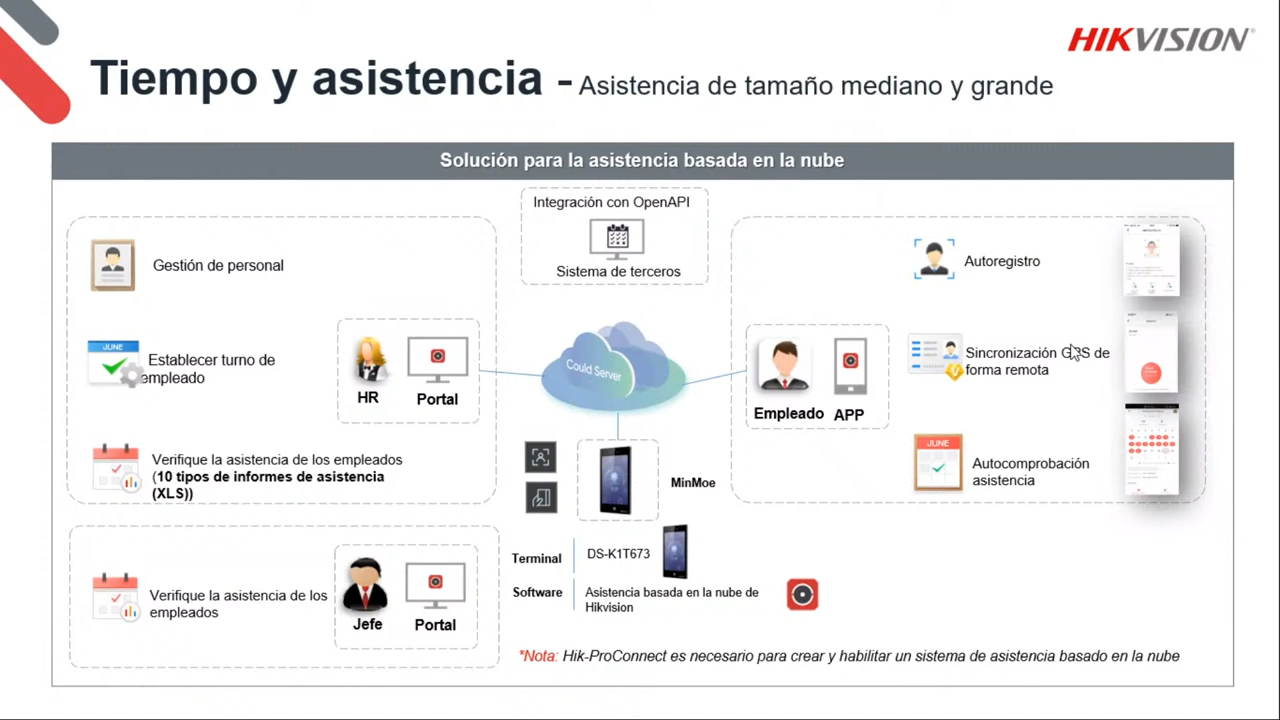 HIKVISION
Tiempo y asistencia - Asistencia de tamaño mediano y grande
Solución para la asistencia basada en la nube
Integración con OpenAPI
Sistema de terceros
Gestión de personal
JUNE
Establecer turno de
empleado
HR
Portal
Verifique la asistencia de los empleados
(10 tipos de informes de asistencia
(XLS))
Verifique la asistencia de los
empleados
Jefe
Portal
Could Server
MinMoe
Terminal
DS-K1T673
Software
Asistencia basada en la nube de
Hikvision
Empleado
APP
Autoregistro
Sincronización GPS de
forma remota
JUNE
Autocomprobación
asistencia
*Nota: Hik-ProConnect es necesario para crear y habilitar un sistema de asistencia basado en la nube